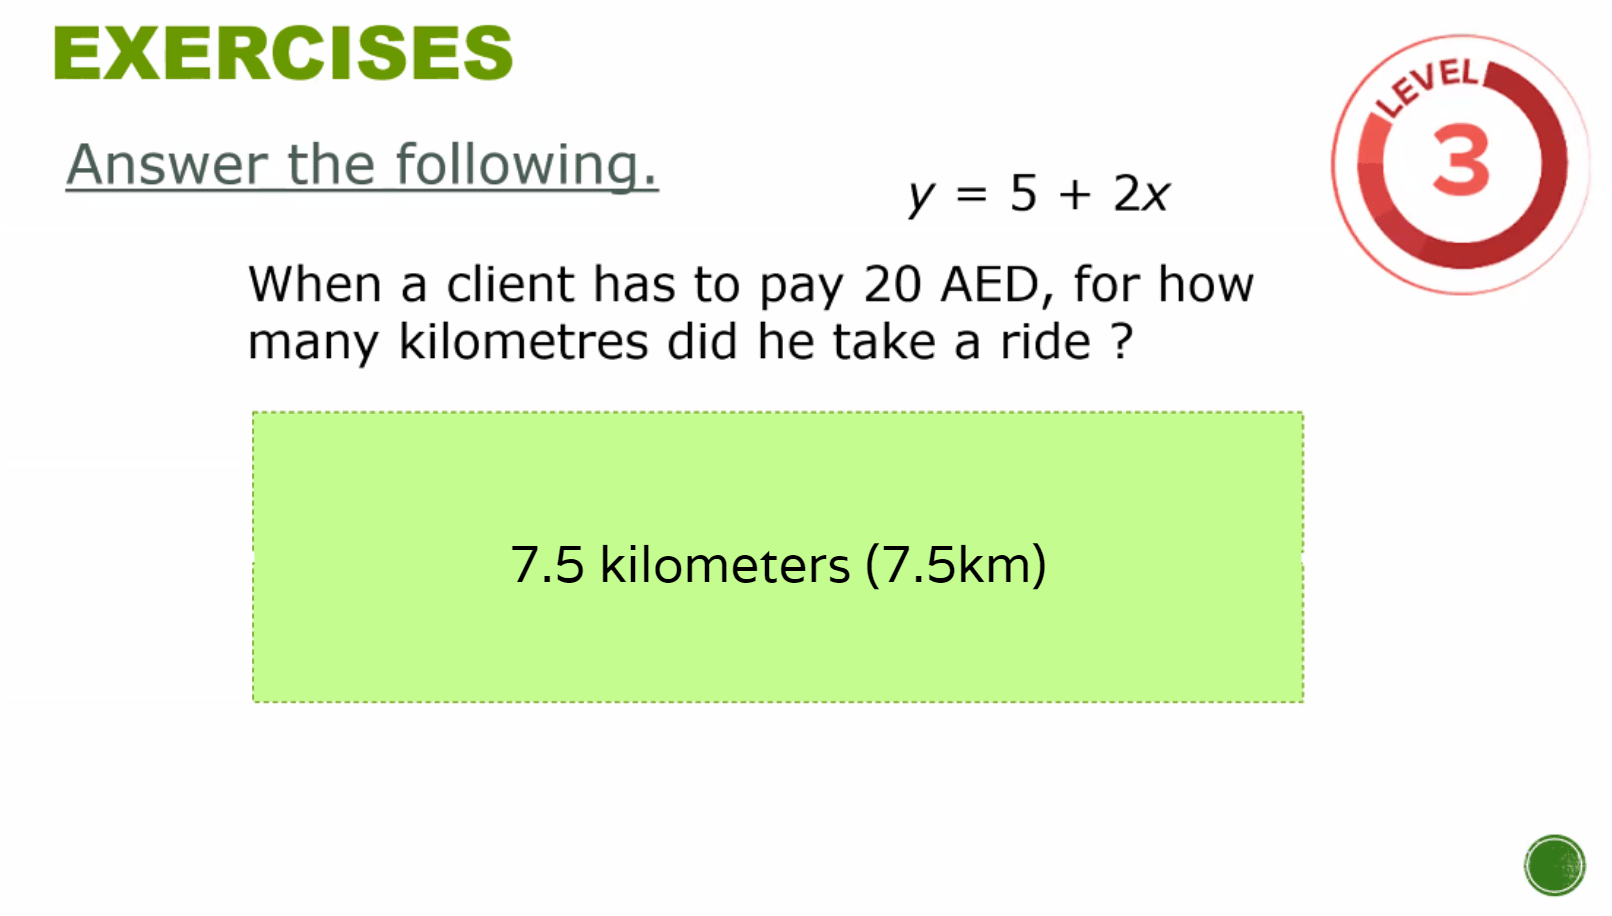 EXERCISES
LEVEL
3
Answer the following.
y = 5 + 2x
When a client has to pay 20 AED, for how
many kilometres did he take a ride ?
7.5 kilometers (7.5km)